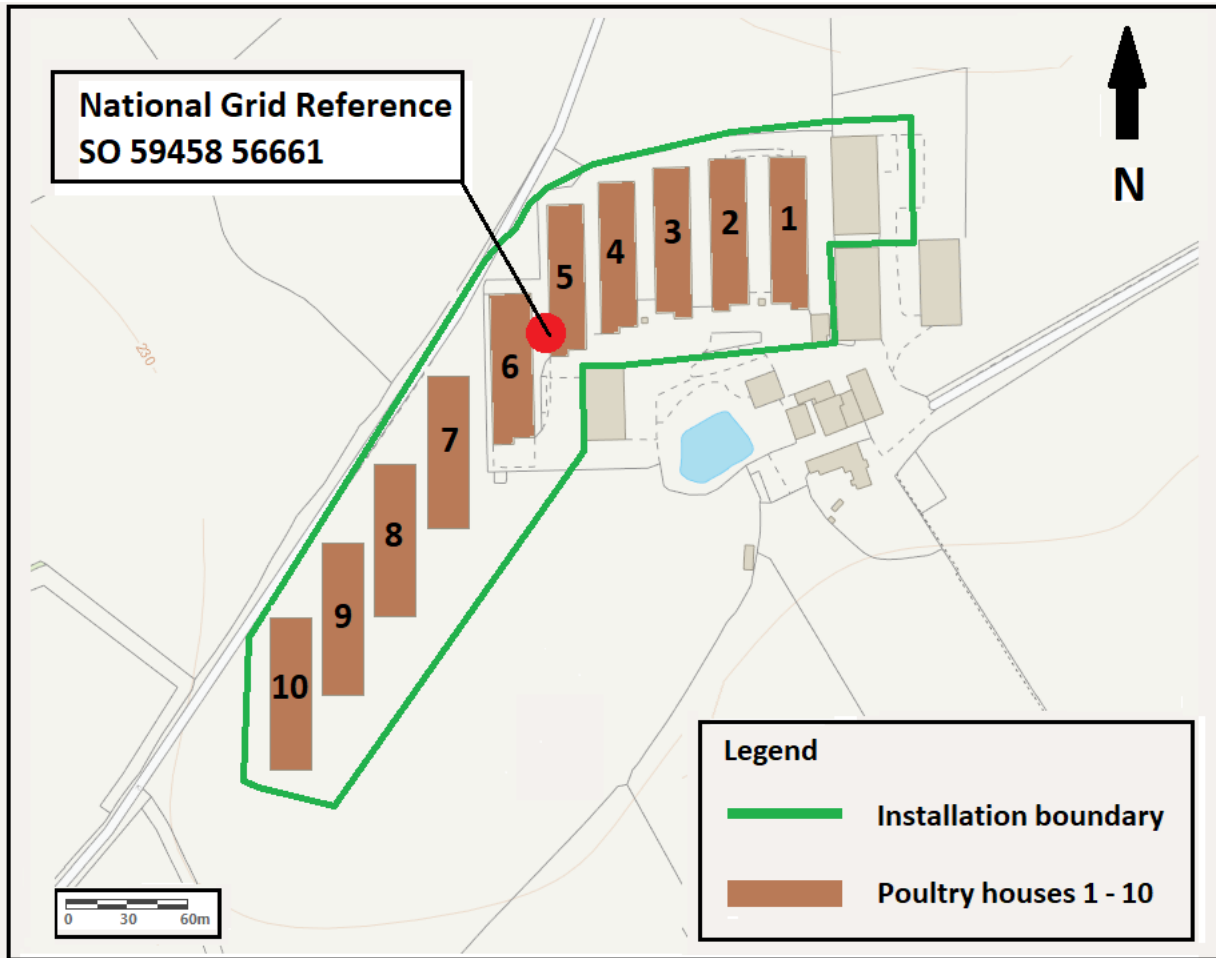 National Grid Reference
SO 59458 56661
N
1
2
3
4
5
6
7
8
9
10
230
Legend
Installation boundary
Poultry houses 1 - 10
0 30 60m